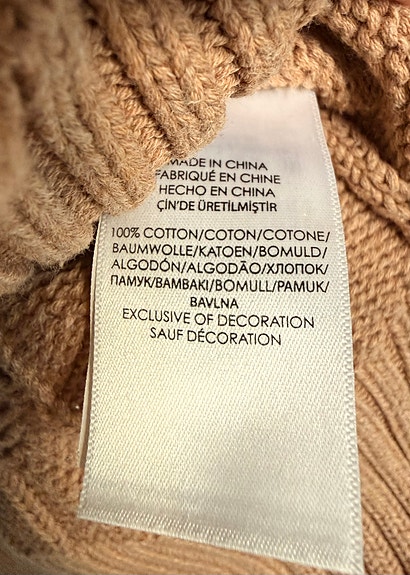 MADE IN CHINA
FABRIQUÉ EN CHINE
HECHO EN CHINA
ÇİN'DE ÜRETİLMİŞTİR
100% COTTON/COTON/COTONE/
BAUMWOLLE/KATOEN/BOMULD/
ALGODÓN/ALGODÃO/ХЛОПОК/
ПАМУК/BAMBAKI/BOMULL/PAMUK/
BAVLNA
EXCLUSIVE OF DECORATION
SAUF DÉCORATION